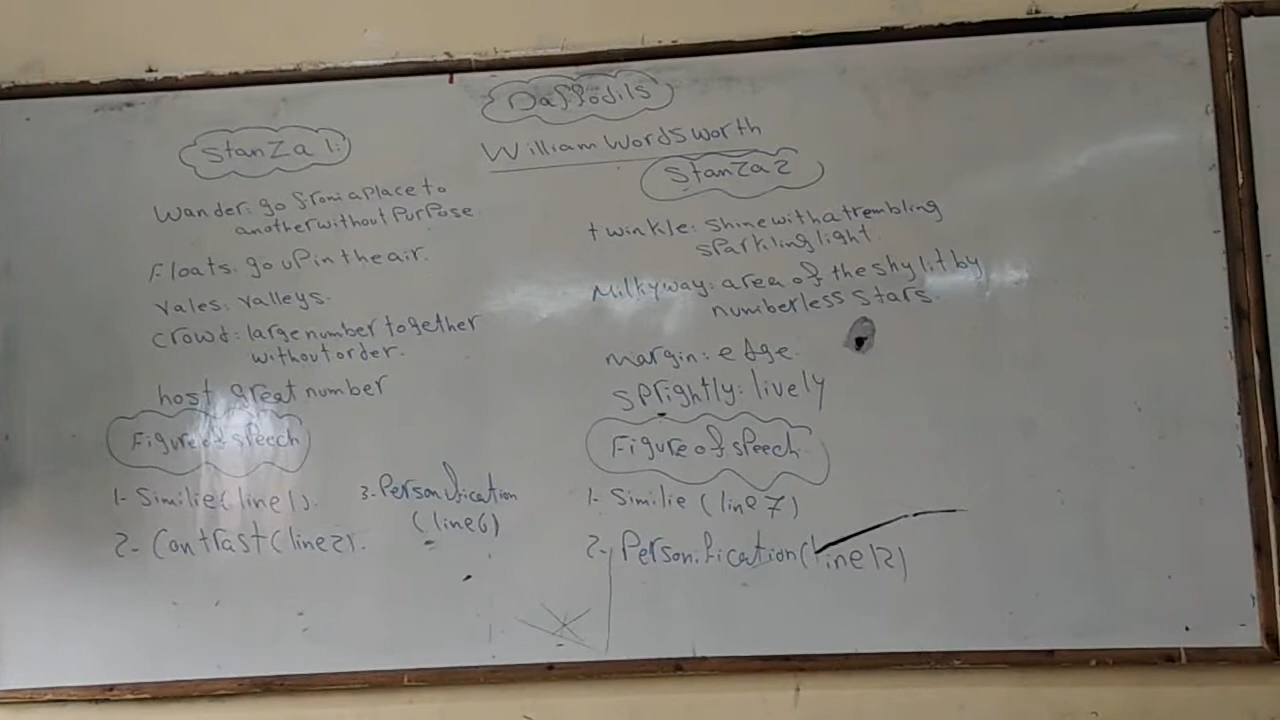 Daffodils
William Wordsworth
Stanza 1:
Wander: go from a place to
another without Purpose
Floats: go up in the air.
Vales: valleys.
Crowd: large number together
without order.
host great number
Figure of speech
1- Similie (line 1).
2- Contrast (line 2).
3- Personification
(line 6)
Stanza 2
twinkle: shine with a trembling
sparkling light.
Milkyway: area of the shy lit by
numberless stars.
margin: edge.
Sprightly: lively
Figure of speech
1- Similie (line 7)
2- Personification (line 12)